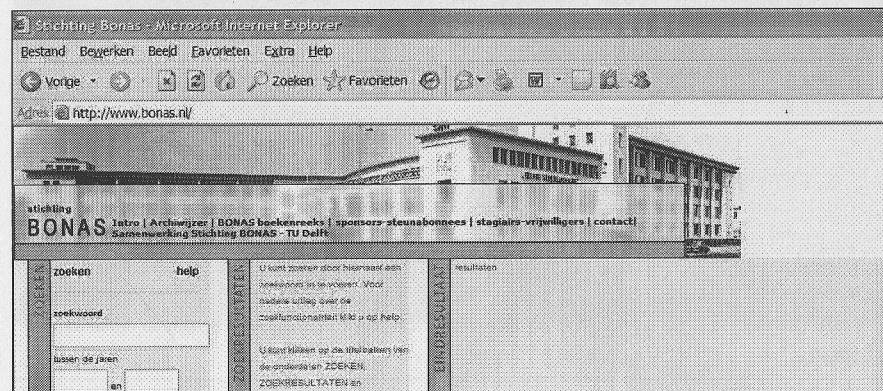 Stichting Bonas - Microsoft Internet Explorer
Bestand Bewerken Beeld Favorieten Extra Help
Vorige Zoeken Favorieten
Adres http://www.bonas.nl/
stichting
BONAS Intro | Archiwijzer | BONAS boekenreeks | sponsors-steunabonnees | stagiairs-vrijwilligers | contact|
Samenwerking Stichting BONAS - TU Delft
ZOEKEN
zoeken help
zoekwoord
tussen de jaren
en
ZOEKRESULTATEN
U kunt zoeken door hiernaast een
zoekwoord in te voeren. Voor
nadere uitleg over de
zoekfunctionaliteit klikt u op help.
U kunt klikken op de titelbalken van
de onderdelen ZOEKEN,
ZOEKRESULTATEN en
EINDRESULTAAT
resultaten